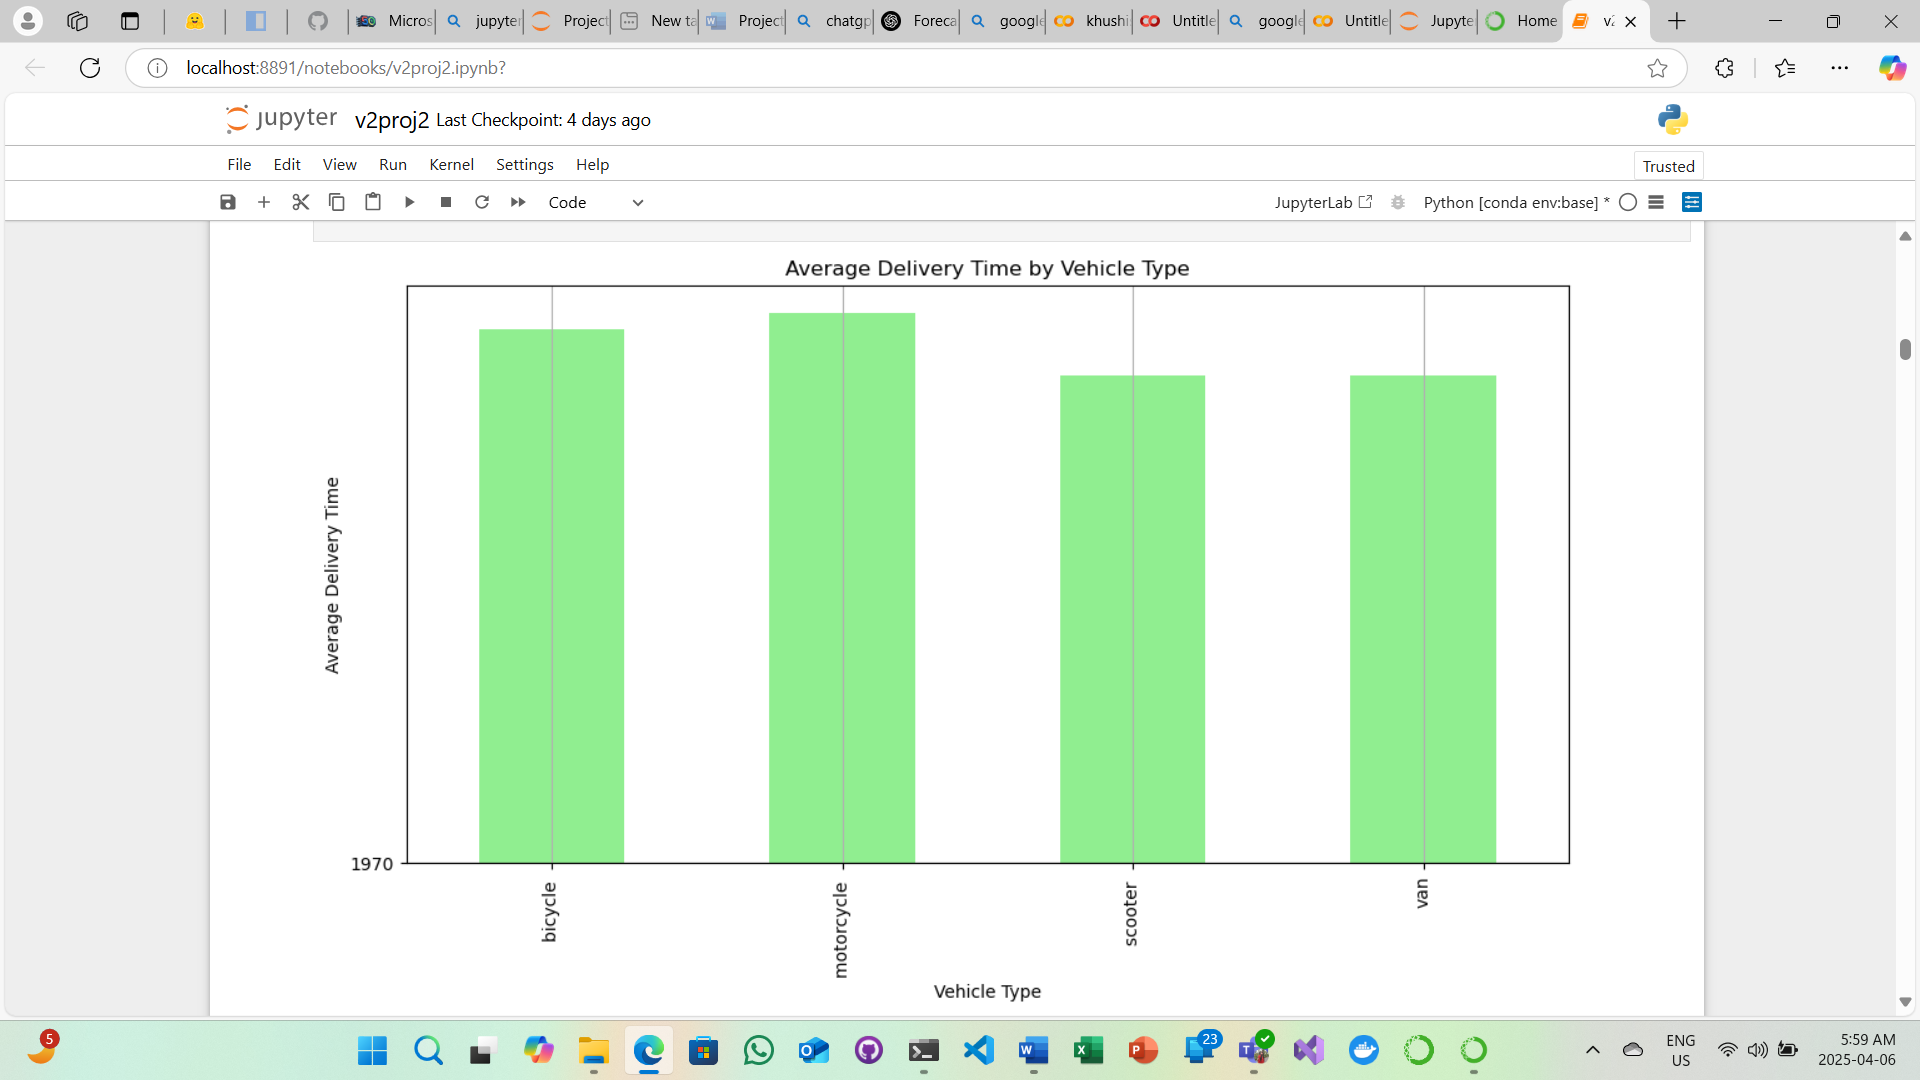 Micros
jupyter
Project
New ta
Project
chatgp
Foreca
google
khushi
Untitle
google
Untitle
Jupyte
Home
v2
localhost:8891/notebooks/v2proj2.ipynb?
jupyter v2proj2 Last Checkpoint: 4 days ago
File Edit View Run Kernel Settings Help
Trusted
Code
JupyterLab
Python [conda env:base] *
Average Delivery Time by Vehicle Type
Average Delivery Time
1970
bicycle
motorcycle
scooter
van
Vehicle Type
5
23
ENG
US
5:59 AM
2025-04-06